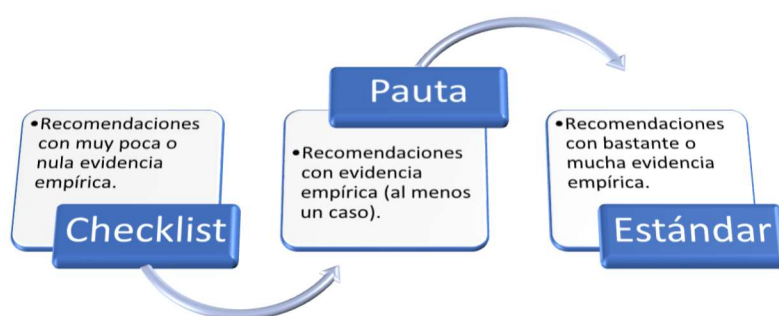 •Recomendaciones
con muy poca o
nula evidencia
empírica.
Checklist
Pauta
•Recomendaciones
con evidencia
empírica (al menos
un caso).
•Recomendaciones
con bastante o
mucha evidencia
empírica.
Estándar